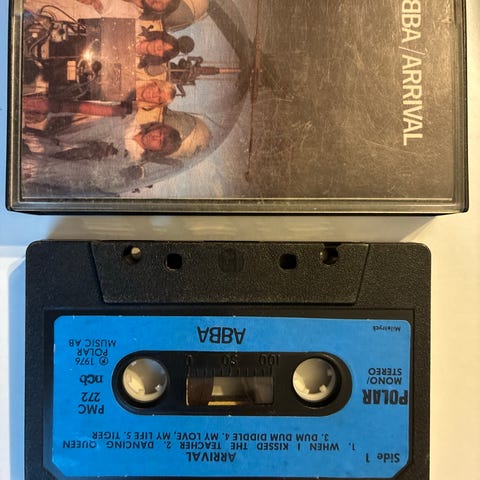 BBA/ARRIVAL
Side 1
ARRIVAL
1. WHEN I KISSED THE TEACHER 2. DANCING QUEEN
3. DUM DUM DIDDLE 4. MY LOVE, MY LIFE 5. TIGER
POLAR
MONO/
STEREO
PMC
272
ncb
100 50 0
ABBA
℗ 1976
POLAR
MUSIC AB